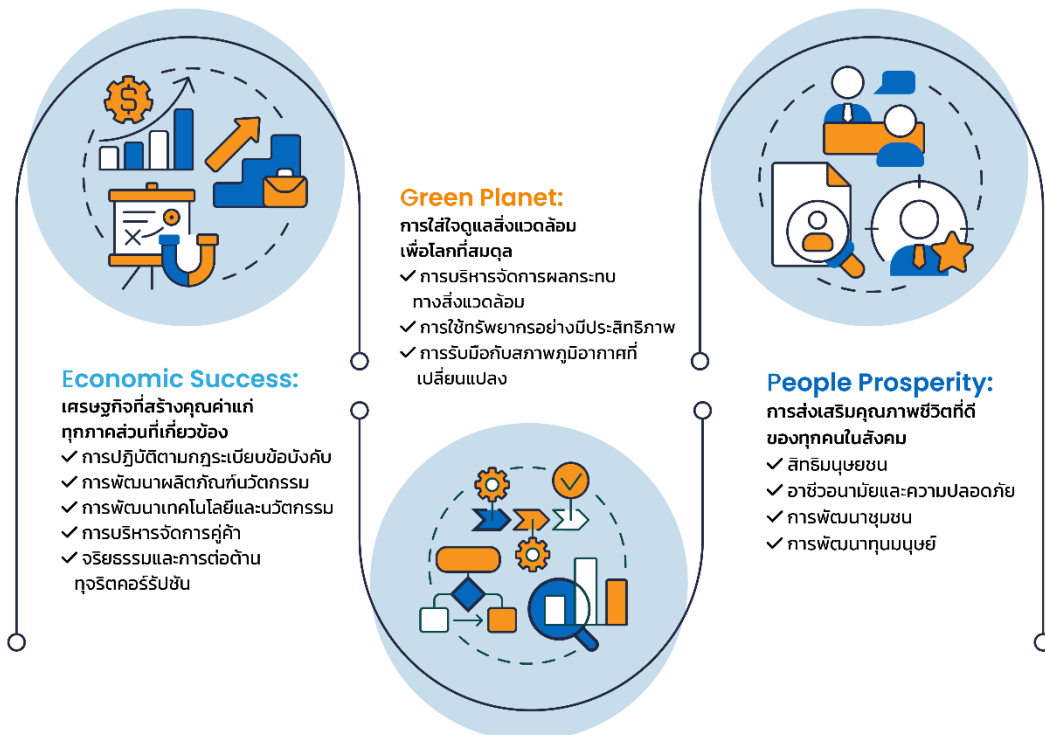 Economic Success:
เศรษฐกิจที่สร้างคุณค่าแก่
ทุกภาคส่วนที่เกี่ยวข้อง
✓ การปฏิบัติตามกฎระเบียบข้อบังคับ
✓ การพัฒนาผลิตภัณฑ์นวัตกรรม
✓ การพัฒนาเทคโนโลยีและนวัตกรรม
✓ การบริหารจัดการคู่ค้า
✓ จริยธรรมและการต่อต้าน
ทุจริตคอร์รัปชัน
Green Planet:
การใส่ใจดูแลสิ่งแวดล้อม
เพื่อโลกที่สมดุล
✓ การบริหารจัดการผลกระทบ
ทางสิ่งแวดล้อม
✓ การใช้ทรัพยากรอย่างมีประสิทธิภาพ
✓ การรับมือกับสภาพภูมิอากาศที่
เปลี่ยนแปลง
People Prosperity:
การส่งเสริมคุณภาพชีวิตที่ดี
ของทุกคนในสังคม
✓ สิทธิมนุษยชน
✓ อาชีวอนามัยและความปลอดภัย
✓ การพัฒนาชุมชน
✓ การพัฒนาทุนมนุษย์